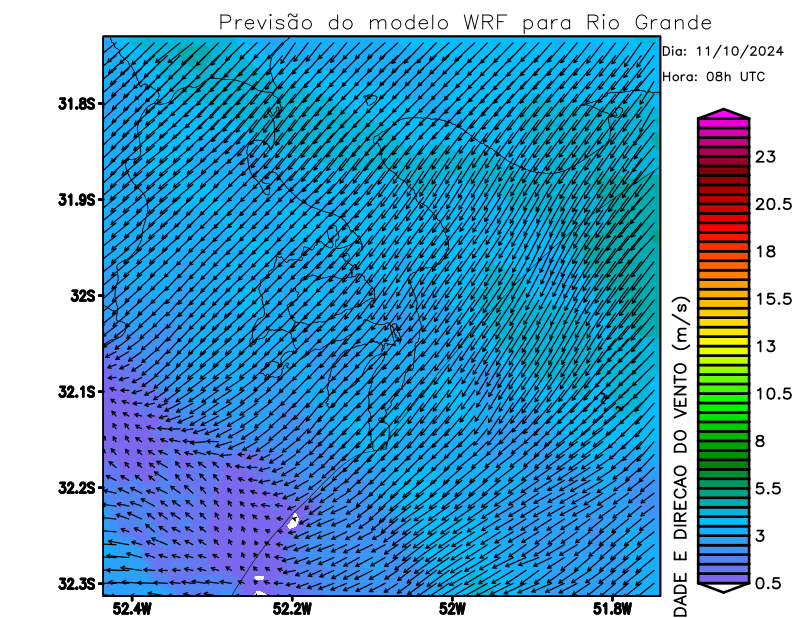 Previsão do modelo WRF para Rio Grande
Dia: 11/10/2024
Hora: 08h UTC
31.8S
31.9S
32S
32.1S
32.2S
32.3S
52.4W
52.2W
52W
51.8W
23
20.5
18
15.5
13
10.5
8
5.5
3
0.5
DADE E DIRECAO DO VENTO (m/s)